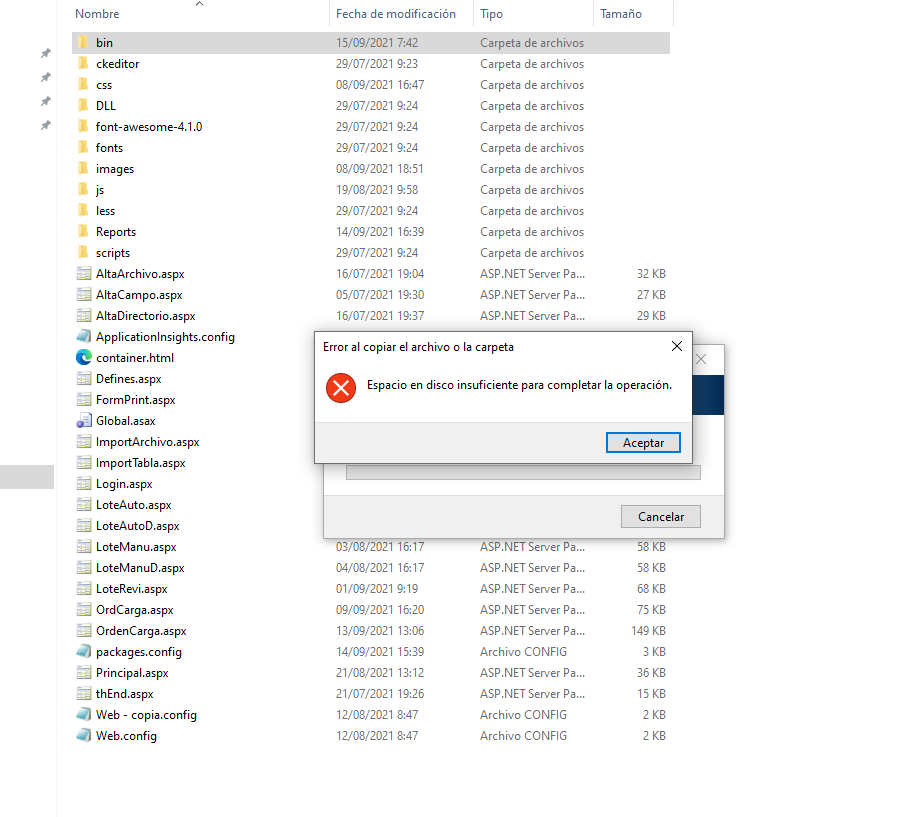 Nombre Fecha de modificación Tipo Tamaño
bin 15/09/2021 7:42 Carpeta de archivos
ckeditor 29/07/2021 9:23 Carpeta de archivos
css 08/09/2021 16:47 Carpeta de archivos
DLL 29/07/2021 9:24 Carpeta de archivos
font-awesome-4.1.0 29/07/2021 9:24 Carpeta de archivos
fonts 29/07/2021 9:24 Carpeta de archivos
images 08/09/2021 18:51 Carpeta de archivos
js 19/08/2021 9:58 Carpeta de archivos
less 29/07/2021 9:24 Carpeta de archivos
Reports 14/09/2021 16:39 Carpeta de archivos
scripts 29/07/2021 9:24 Carpeta de archivos
AltaArchivo.aspx 16/07/2021 19:04 ASP.NET Server Pa... 32 KB
AltaCampo.aspx 05/07/2021 19:30 ASP.NET Server Pa... 27 KB
AltaDirectorio.aspx 16/07/2021 19:37 ASP.NET Server Pa... 29 KB
ApplicationInsights.config
container.html
Defines.aspx
FormPrint.aspx
Global.asax
ImportArchivo.aspx
ImportTabla.aspx
Login.aspx
LoteAuto.aspx
LoteAutoD.aspx
Error al copiar el archivo o la carpeta
Espacio en disco insuficiente para completar la operación.
Aceptar
Cancelar
LoteManu.aspx 03/08/2021 16:17 ASP.NET Server Pa... 58 KB
LoteManuD.aspx 04/08/2021 16:17 ASP.NET Server Pa... 58 KB
LoteRevi.aspx 01/09/2021 9:19 ASP.NET Server Pa... 68 KB
OrdCarga.aspx 09/09/2021 16:20 ASP.NET Server Pa... 75 KB
OrdenCarga.aspx 13/09/2021 13:06 ASP.NET Server Pa... 149 KB
packages.config 14/09/2021 15:39 Archivo CONFIG 3 KB
Principal.aspx 21/08/2021 13:12 ASP.NET Server Pa... 36 KB
thEnd.aspx 21/07/2021 19:26 ASP.NET Server Pa... 15 KB
Web - copia.config 12/08/2021 8:47 Archivo CONFIG 2 KB
Web.config 12/08/2021 8:47 Archivo CONFIG 2 KB